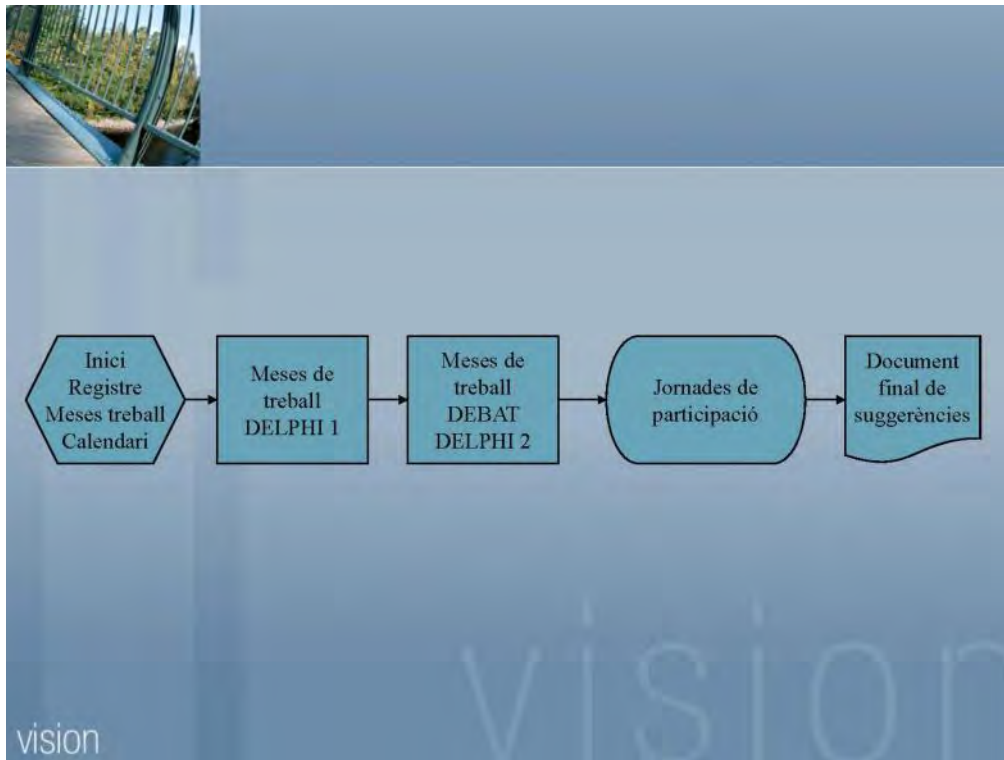 Inici
Registre
Meses treball
Calendari
Meses de
treball
DELPHI 1
Meses de
treball
DEBAT
DELPHI 2
Jornades de
participació
Document
final de
suggerències
vision
vision